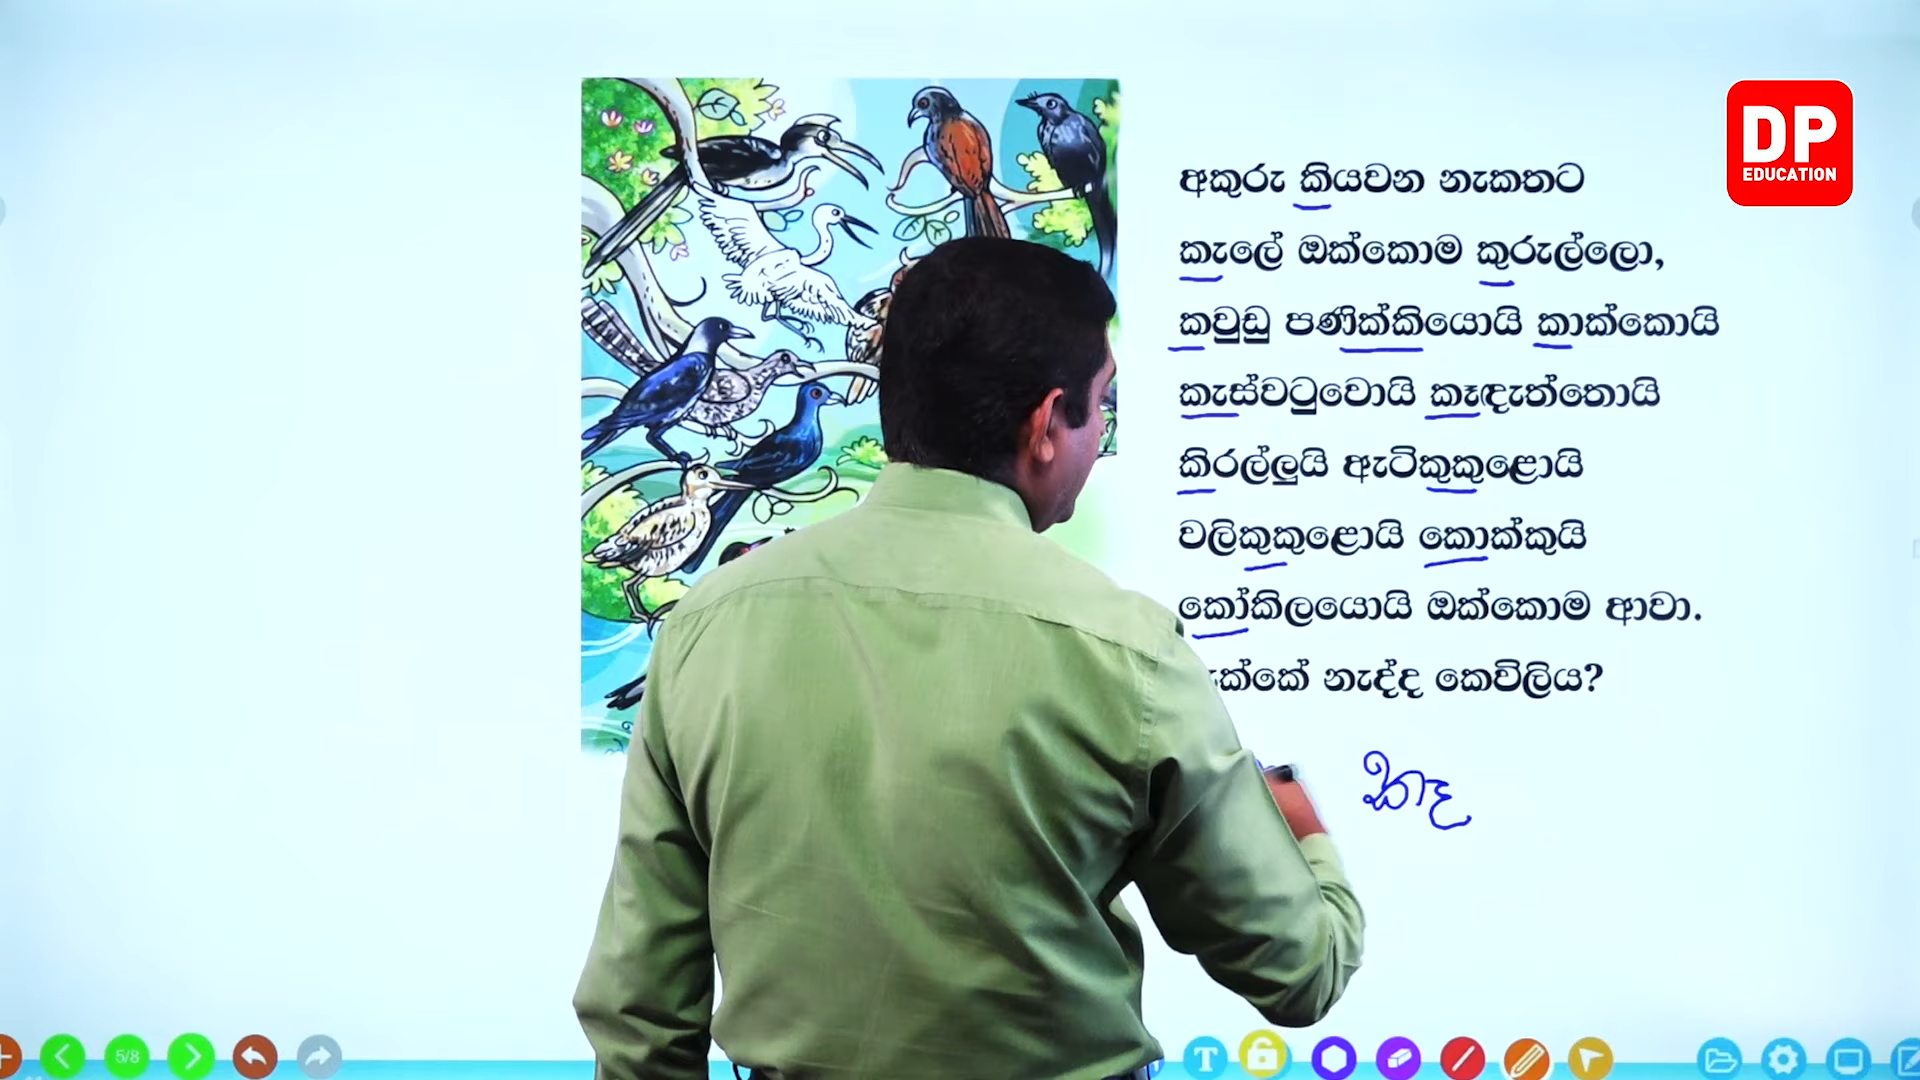 DP
EDUCATION
අකුරු කියවන නැකතට
කැලේ ඔක්කොම කුරුල්ලො,
කවුඩු පණික්කියොයි කාක්කොයි
කැස්වටුවොයි කෑඳැත්තොයි
කිරල්ලුයි ඇටිකුකුළොයි
වලිකුකුළොයි කොක්කුයි
කෝකිලයොයි ඔක්කොම ආවා.
නැද්ද කෙවිලිය?
කෑ
5/8
T